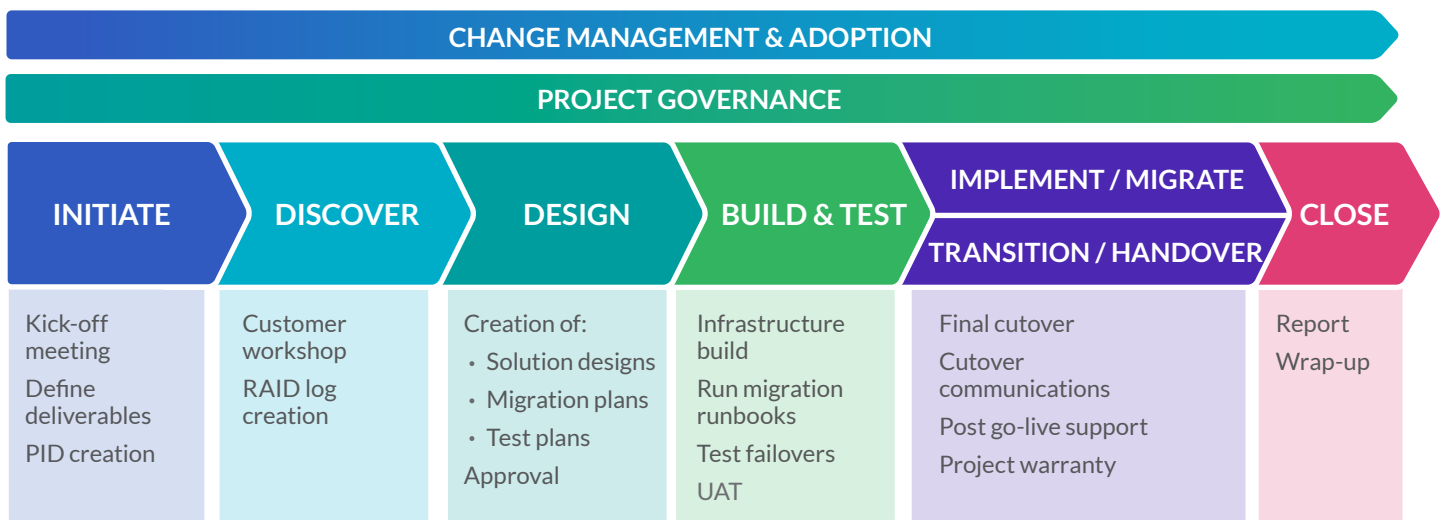 CHANGE MANAGEMENT & ADOPTION
PROJECT GOVERNANCE
INITIATE
DISCOVER
DESIGN
BUILD & TEST
IMPLEMENT / MIGRATE
TRANSITION / HANDOVER
CLOSE
Kick-off
meeting
Define
deliverables
PID creation
Customer
workshop
RAID log
creation
Creation of:
• Solution designs
• Migration plans
• Test plans
Approval
Infrastructure
build
Run migration
runbooks
Test failovers
UAT
Final cutover
Cutover
communications
Post go-live support
Project warranty
Report
Wrap-up